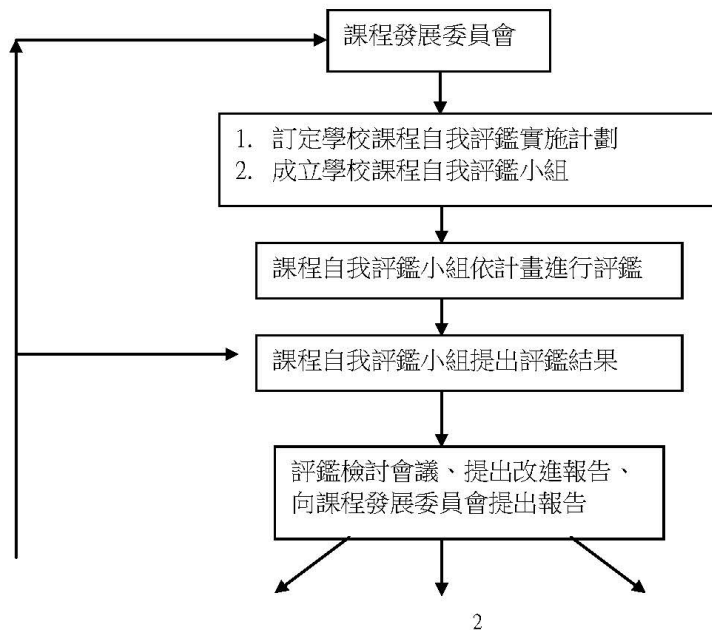 課程發展委員會
1. 訂定學校課程自我評鑑實施計劃
2. 成立學校課程自我評鑑小組
課程自我評鑑小組依計畫進行評鑑
課程自我評鑑小組提出評鑑結果
評鑑檢討會議、提出改進報告、
向課程發展委員會提出報告
2